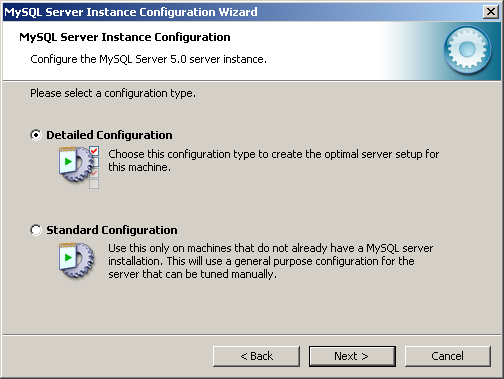 MySQL Server Instance Configuration Wizard
MySQL Server Instance Configuration
Configure the MySQL Server 5.0 server instance.
Please select a configuration type.
Detailed Configuration
Choose this configuration type to create the optimal server setup for
this machine.
Standard Configuration
Use this only on machines that do not already have a MySQL server
installation. This will use a general purpose configuration for the
server that can be tuned manually.
< Back
Next >
Cancel